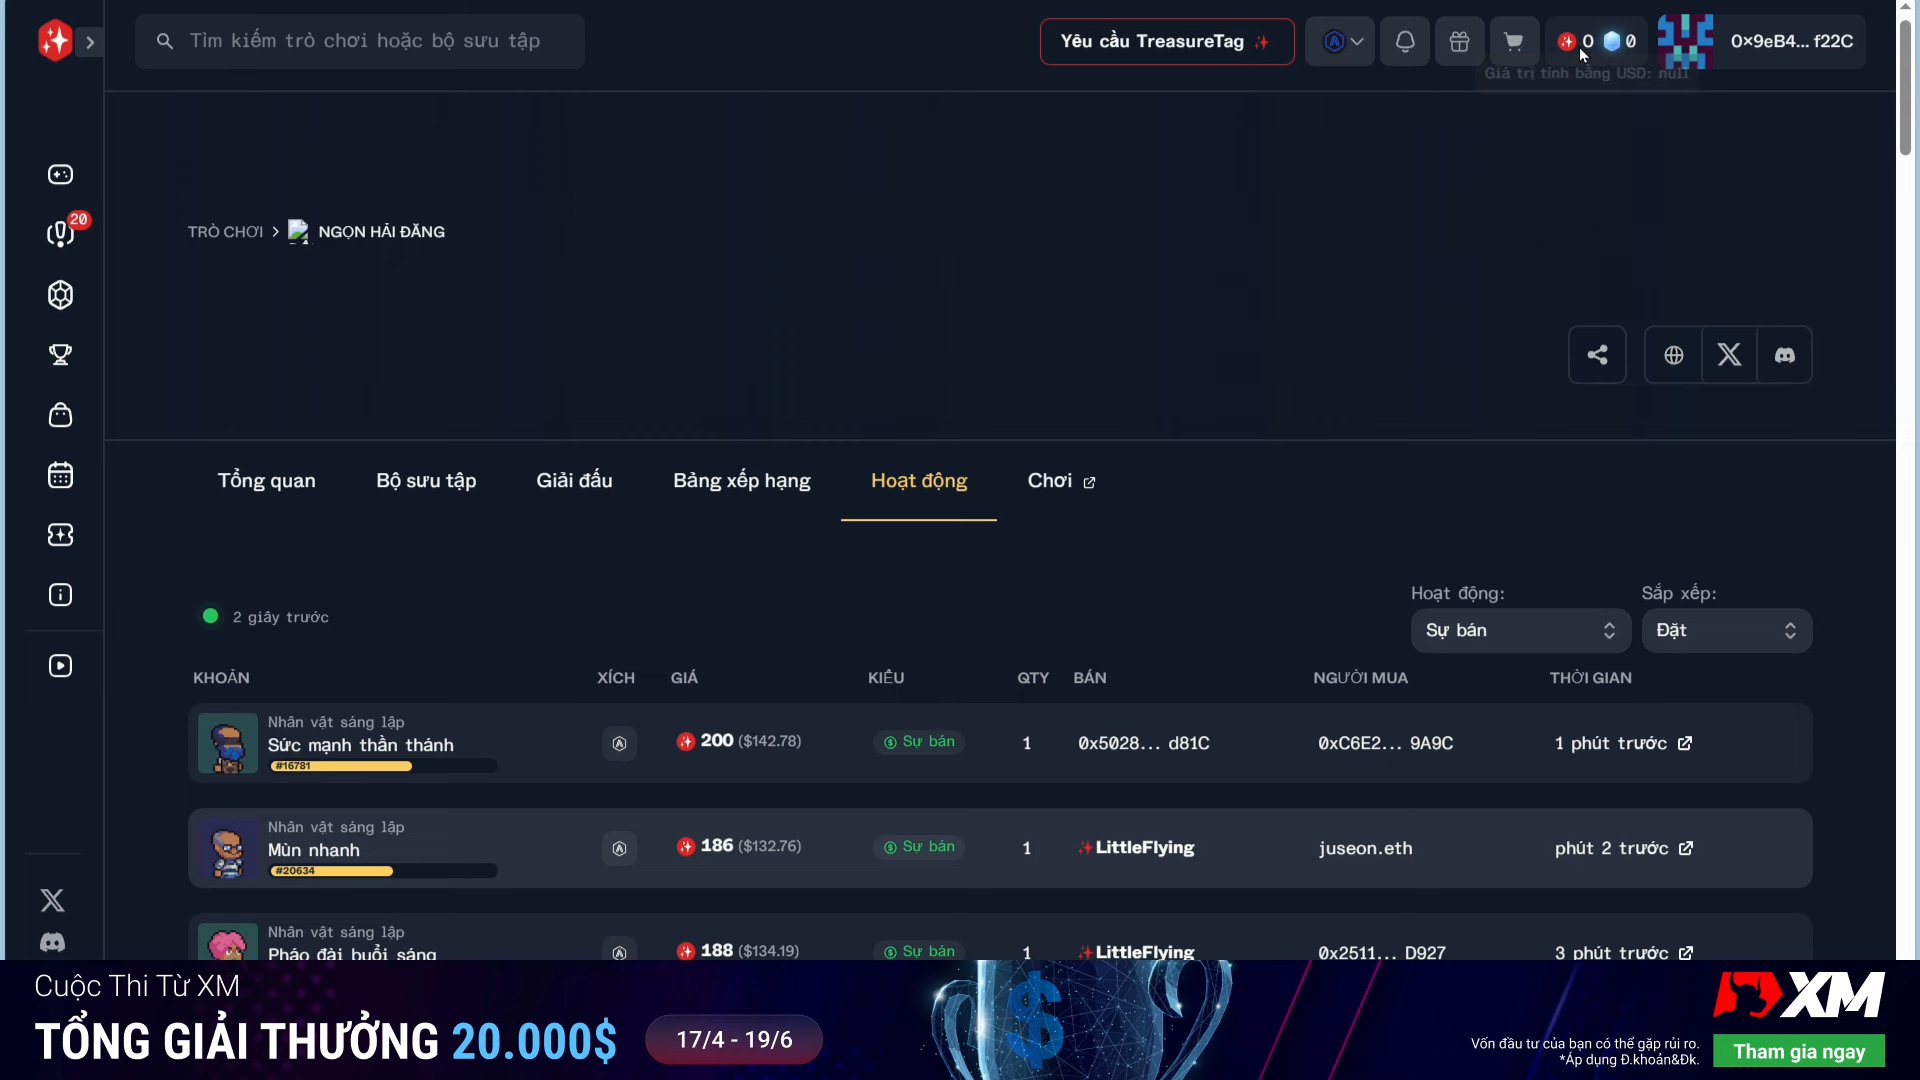 Tìm kiếm trò chơi hoặc bộ sưu tập
Yêu cầu TreasureTag
0 0
0x9eB4... f22C
Giá trị tính bằng USD: null
20
TRÒ CHƠI > NGỌN HẢI ĐĂNG
Tổng quan Bộ sưu tập Giải đấu Bảng xếp hạng Hoạt động Chơi
Hoạt động: Sắp xếp:
2 giây trước
Sự bán Đặt
KHOẢN XÍCH GIÁ KIỂU QTY BÁN NGƯỜI MUA THỜI GIAN
Nhân vật sáng lập
Sức mạnh thần thánh
#16781
200 ($142.78) Sự bán 1 0x5028... d81C 0xC6E2... 9A9C 1 phút trước
Nhân vật sáng lập
Mùn nhanh
#20634
186 ($132.76) Sự bán 1 LittleFlying juseon.eth phút 2 trước
Nhân vật sáng lập
Pháo đài buổi sáng
188 ($134.19) Sự bán 1 LittleFlying 0x2511... D927 3 phút trước
Cuộc Thi Từ XM
TỔNG GIẢI THƯỞNG 20.000$
17/4 - 19/6
XM
Vốn đầu tư của bạn có thể gặp rủi ro.
*Áp dụng Đ.khoản&Đk.
Tham gia ngay